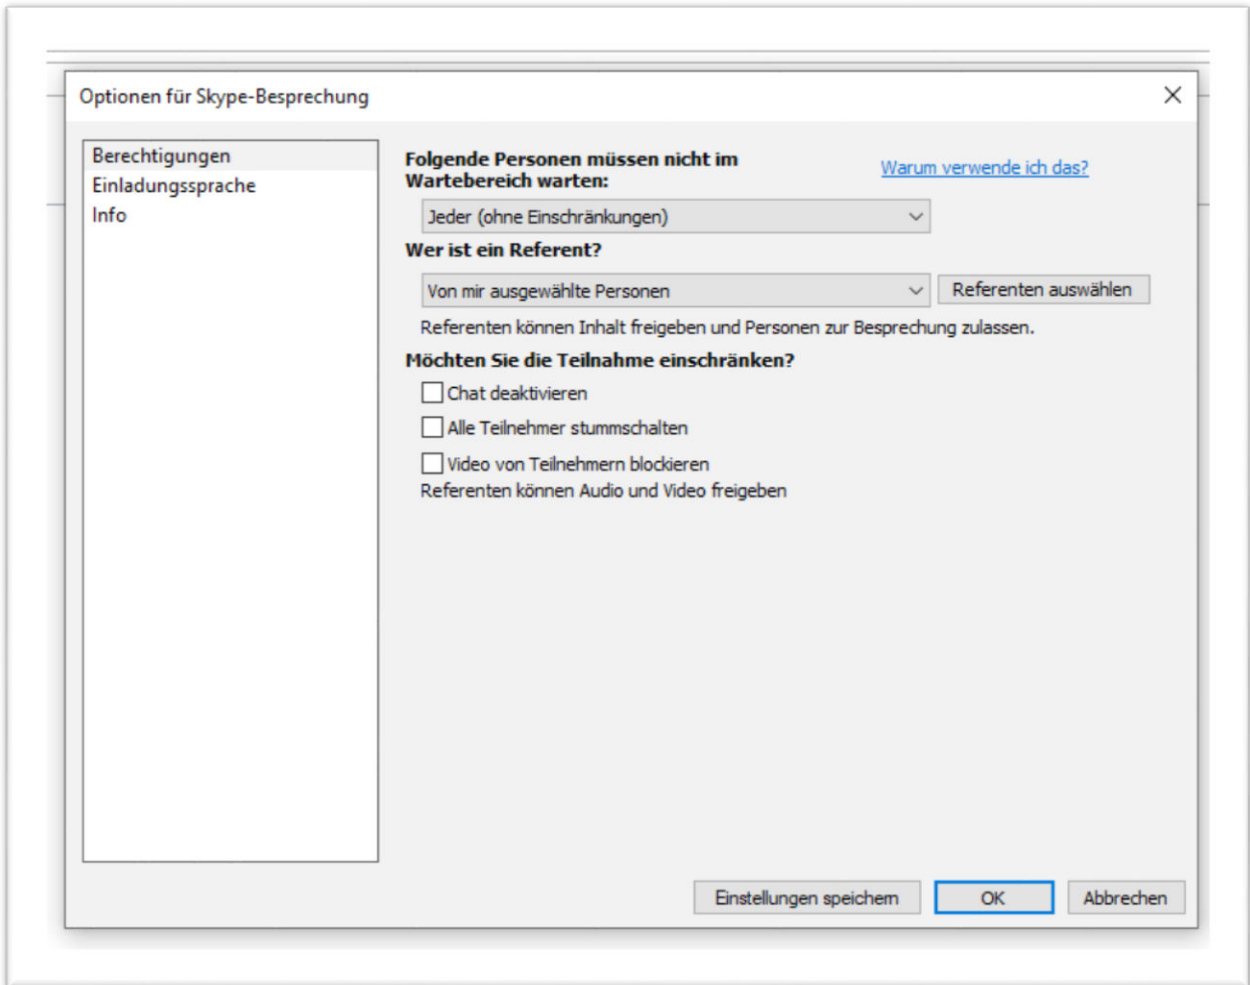 Optionen für Skype-Besprechung
Berechtigungen
Einladungssprache
Info
Folgende Personen müssen nicht im
Wartebereich warten:
Warum verwende ich das?
Jeder (ohne Einschränkungen)
Wer ist ein Referent?
Von mir ausgewählte Personen
Referenten auswählen
Referenten können Inhalt freigeben und Personen zur Besprechung zulassen.
Möchten Sie die Teilnahme einschränken?
Chat deaktivieren
Alle Teilnehmer stummschalten
Video von Teilnehmern blockieren
Referenten können Audio und Video freigeben
Einstellungen speichern
OK
Abbrechen